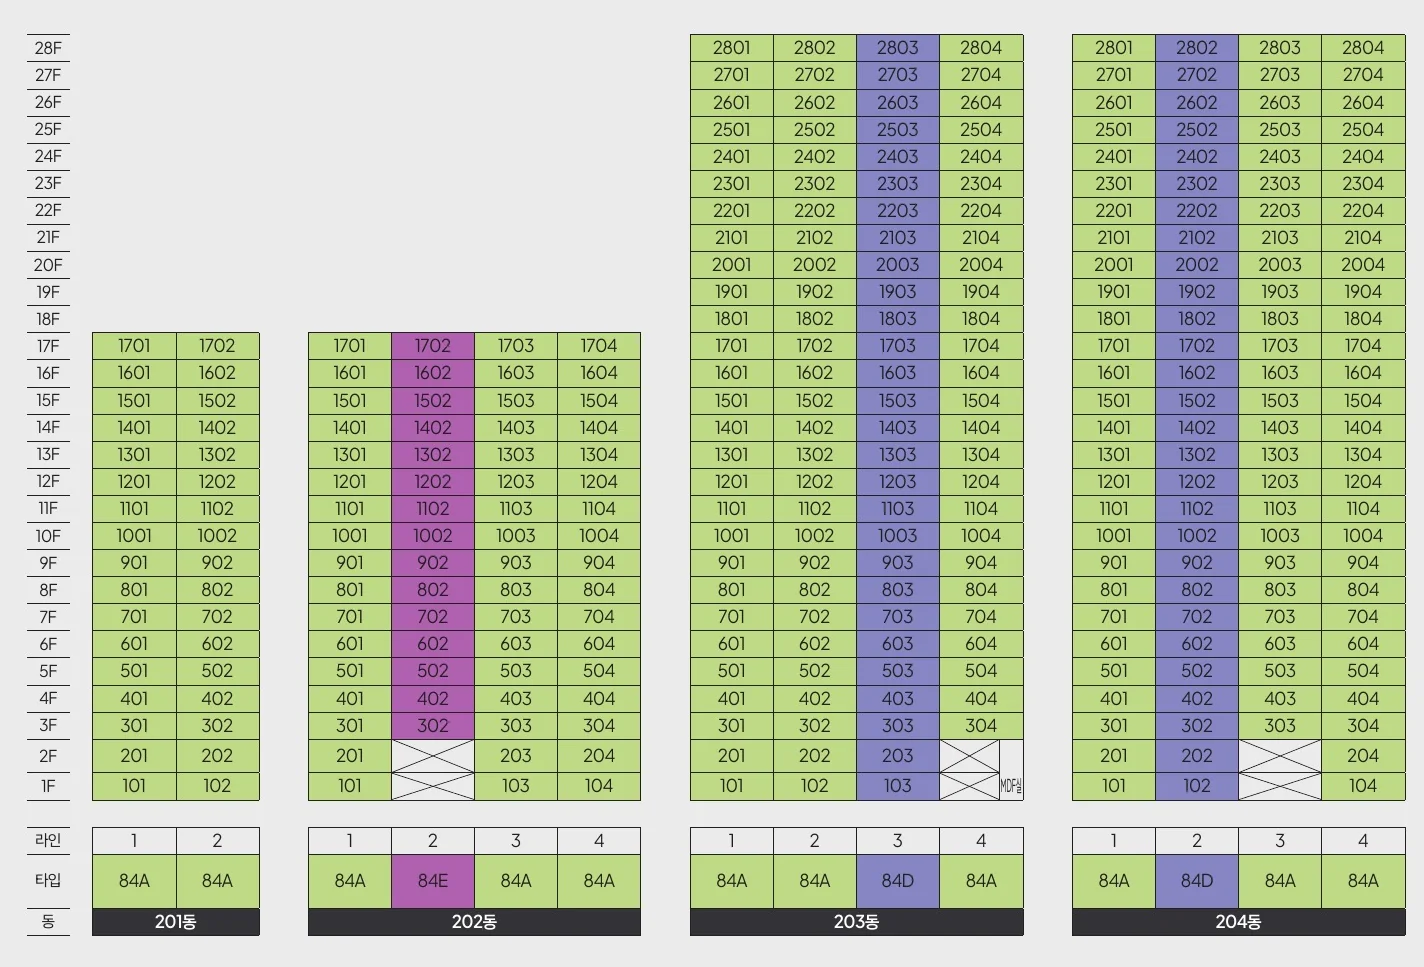 28F 2801 2802 2803 2804 2801 2802 2803 2804
27F 2701 2702 2703 2704 2701 2702 2703 2704
26F 2601 2602 2603 2604 2601 2602 2603 2604
25F 2501 2502 2503 2504 2501 2502 2503 2504
24F 2401 2402 2403 2404 2401 2402 2403 2404
23F 2301 2302 2303 2304 2301 2302 2303 2304
22F 2201 2202 2203 2204 2201 2202 2203 2204
21F 2101 2102 2103 2104 2101 2102 2103 2104
20F 2001 2002 2003 2004 2001 2002 2003 2004
19F 1901 1902 1903 1904 1901 1902 1903 1904
18F 1801 1802 1803 1804 1801 1802 1803 1804
17F 1701 1702 1701 1702 1703 1704 1701 1702 1703 1704 1701 1702 1703 1704
16F 1601 1602 1601 1602 1603 1604 1601 1602 1603 1604 1601 1602 1603 1604
15F 1501 1502 1501 1502 1503 1504 1501 1502 1503 1504 1501 1502 1503 1504
14F 1401 1402 1401 1402 1403 1404 1401 1402 1403 1404 1401 1402 1403 1404
13F 1301 1302 1301 1302 1303 1304 1301 1302 1303 1304 1301 1302 1303 1304
12F 1201 1202 1201 1202 1203 1204 1201 1202 1203 1204 1201 1202 1203 1204
11F 1101 1102 1101 1102 1103 1104 1101 1102 1103 1104 1101 1102 1103 1104
10F 1001 1002 1001 1002 1003 1004 1001 1002 1003 1004 1001 1002 1003 1004
9F 901 902 901 902 903 904 901 902 903 904 901 902 903 904
8F 801 802 801 802 803 804 801 802 803 804 801 802 803 804
7F 701 702 701 702 703 704 701 702 703 704 701 702 703 704
6F 601 602 601 602 603 604 601 602 603 604 601 602 603 604
5F 501 502 501 502 503 504 501 502 503 504 501 502 503 504
4F 401 402 401 402 403 404 401 402 403 404 401 402 403 404
3F 301 302 301 302 303 304 301 302 303 304 301 302 303 304
2F 201 202 201 203 204 201 202 203 201 202 204
1F 101 102 101 103 104 101 102 103 MDF실 101 102 104
라인 1 2 1 2 3 4 1 2 3 4 1 2 3 4
타입 84A 84A 84A 84E 84A 84A 84A 84A 84D 84A 84A 84D 84A 84A
동 201동 202동 203동 204동